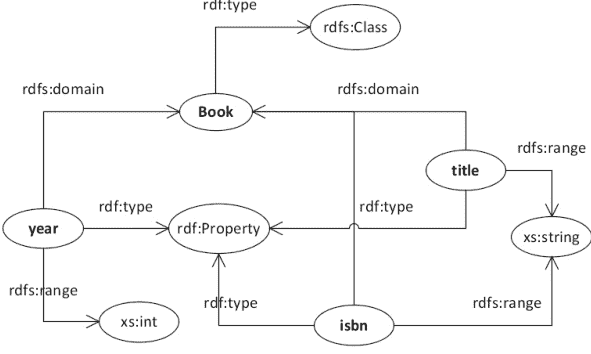 rdf:type
rdfs:Class
rdfs:domain
rdfs:domain
Book
rdfs:range
title
rdf:type
rdf:type
year
rdf:Property
xs:string
rdfs:range
rdf:type
rdfs:range
xs:int
isbn